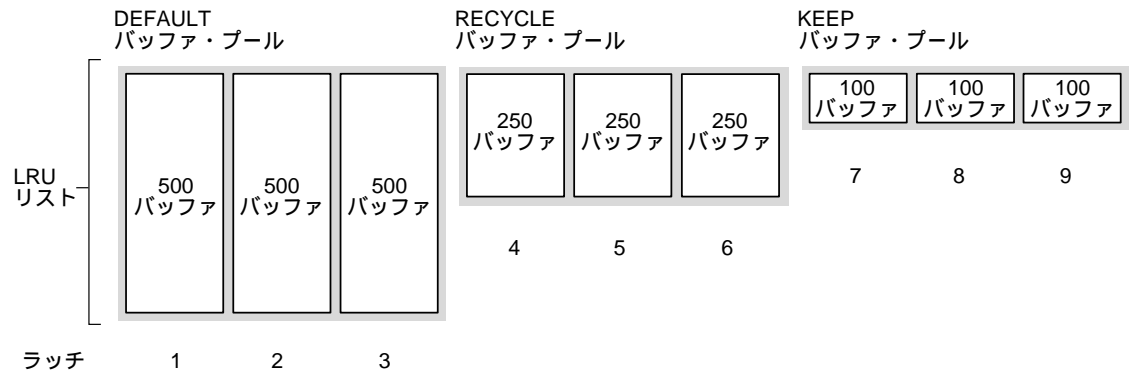 DEFAULT
バッファ・プール
RECYCLE
バッファ・プール
KEEP
バッファ・プール
LRU
リスト
500
バッファ
500
バッファ
500
バッファ
250
バッファ
250
バッファ
250
バッファ
100
バッファ
100
バッファ
100
バッファ
7 8 9
4 5 6
ラッチ 1 2 3